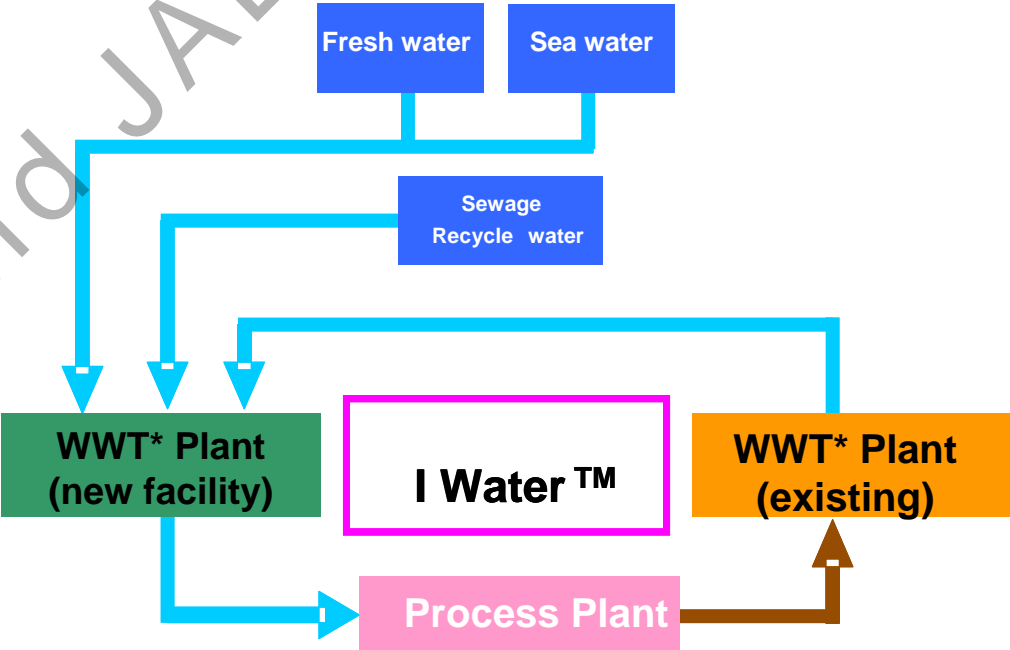 Fresh water
Sea water
Sewage
Recycle water
WWT* Plant
(new facility)
I Water ™
WWT* Plant
(existing)
Process Plant